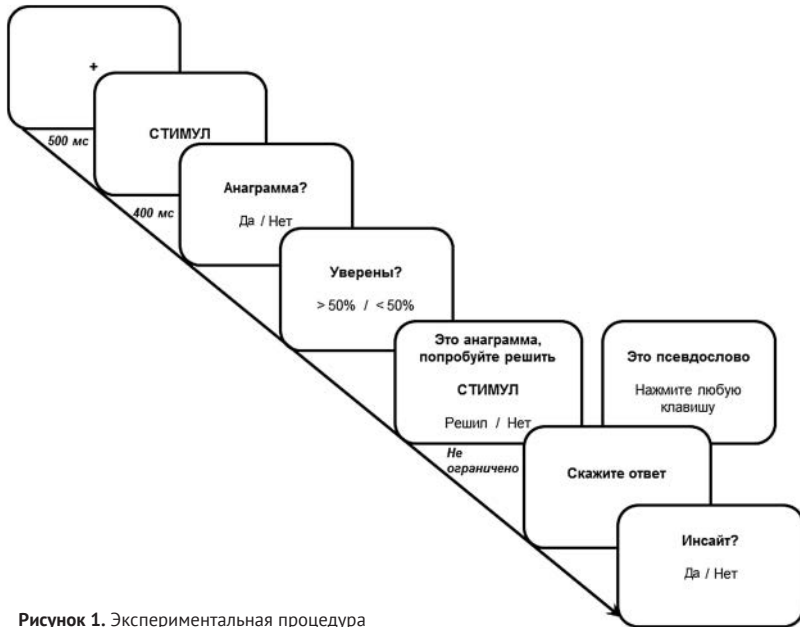 +
500 мс
СТИМУЛ
400 мс
Анаграмма?
Да / Нет
Уверены?
> 50% / < 50%
Это анаграмма,
попробуйте решить
СТИМУЛ
Решил / Нет
Это псевдослово
Нажмите любую
клавишу
Не
ограничено
Скажите ответ
Инсайт?
Да / Нет
Рисунок 1. Экспериментальная процедура